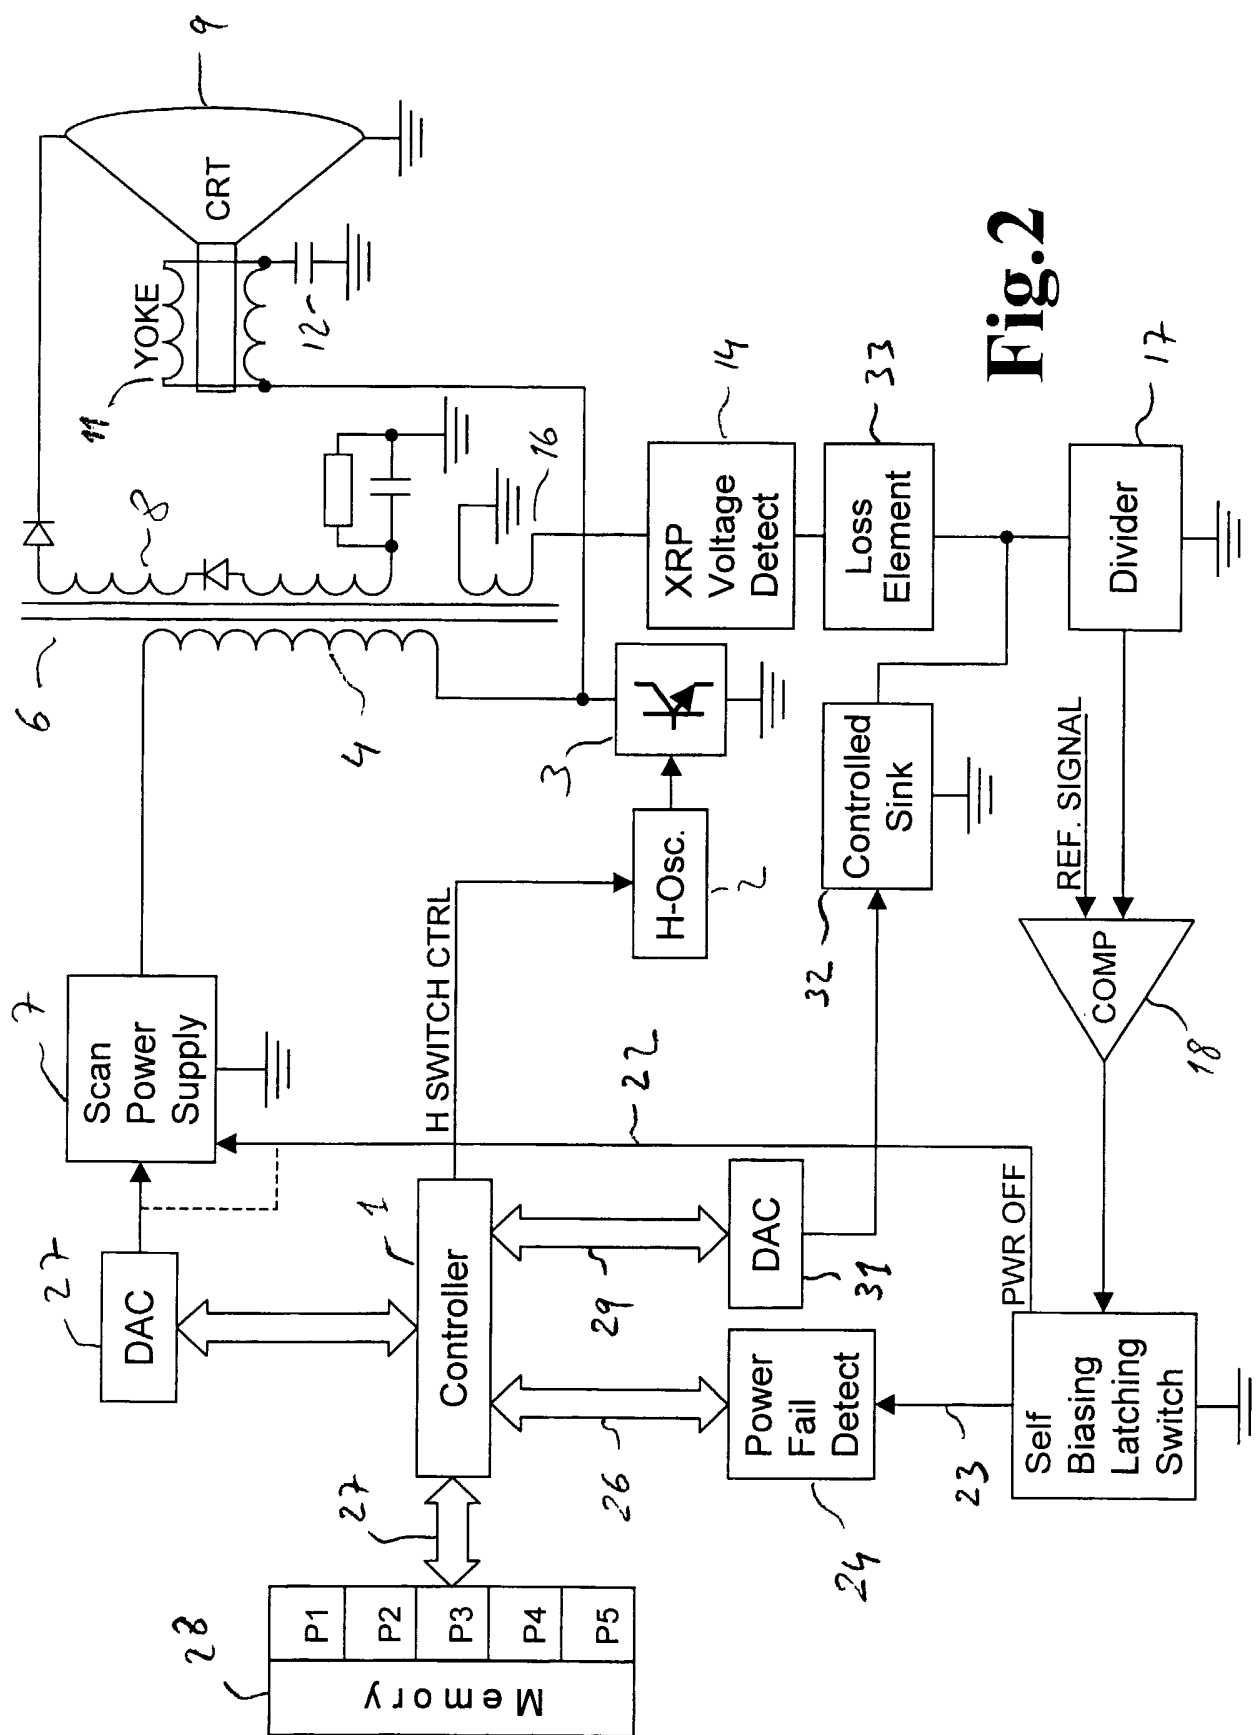 28
Memory
P1
P2
P3
P4
P5
27
27
DAC
7
Scan
Power
Supply
6
8
9
CRT
11
YOKE
12
4
1
Controller
H SWITCH CTRL
H-Osc.
2
3
16
26
29
22
24
Power
Fail
Detect
DAC
31
32
Controlled
Sink
XRP
Voltage
Detect
14
Loss
Element
33
23
PWR OFF
Self
Biasing
Latching
Switch
COMP
18
REF. SIGNAL
Divider
17
Fig.2